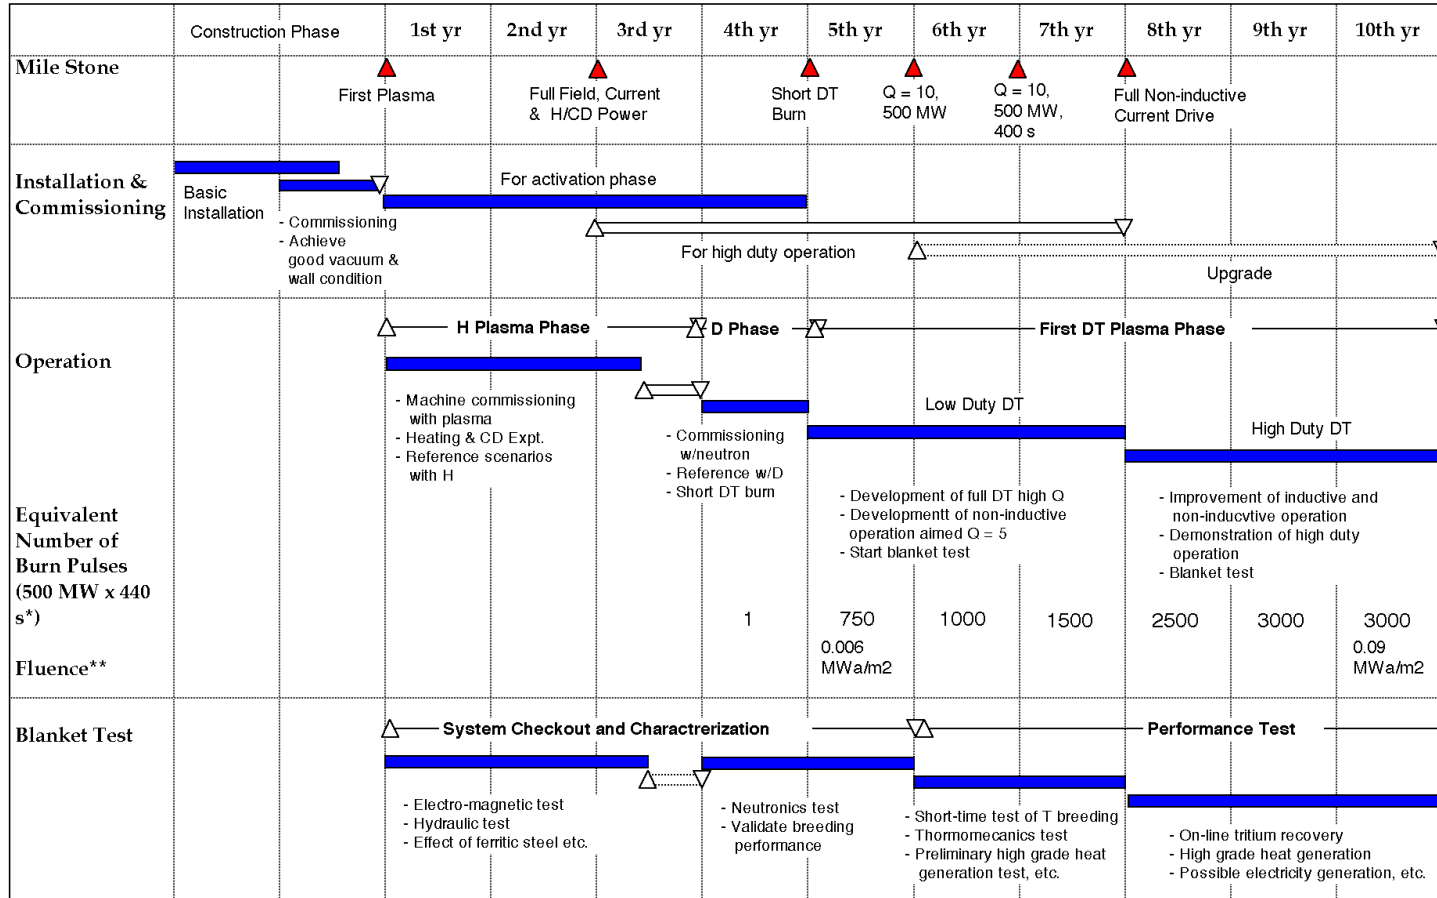 Construction Phase 1st yr 2nd yr 3rd yr 4th yr 5th yr 6th yr 7th yr 8th yr 9th yr 10th yr
Mile Stone
First Plasma
Full Field, Current
& H/CD Power
Short DT
Burn
Q = 10,
500 MW
Q = 10,
500 MW,
400 s
Full Non-inductive
Current Drive
Installation &
Commissioning
Basic
Installation
- Commissioning
- Achieve
good vacuum &
wall condition
For activation phase
For high duty operation
Upgrade
Operation
H Plasma Phase
D Phase
First DT Plasma Phase
- Machine commissioning
with plasma
- Heating & CD Expt.
- Reference scenarios
with H
- Commissioning
w/neutron
- Reference w/D
- Short DT burn
Low Duty DT
High Duty DT
- Development of full DT high Q
- Developmentt of non-inductive
operation aimed Q = 5
- Start blanket test
- Improvement of inductive and
non-inducvtive operation
- Demonstration of high duty
operation
- Blanket test
Equivalent
Number of
Burn Pulses
(500 MW x 440
s*)
1 750 1000 1500 2500 3000 3000
Fluence**
0.006
MWa/m2
0.09
MWa/m2
Blanket Test
System Checkout and Charactrerization
Performance Test
- Electro-magnetic test
- Hydraulic test
- Effect of ferritic steel etc.
- Neutronics test
- Validate breeding
performance
- Short-time test of T breeding
- Thormomecanics test
- Preliminary high grade heat
generation test, etc.
- On-line tritium recovery
- High grade heat generation
- Possible electricity generation, etc.